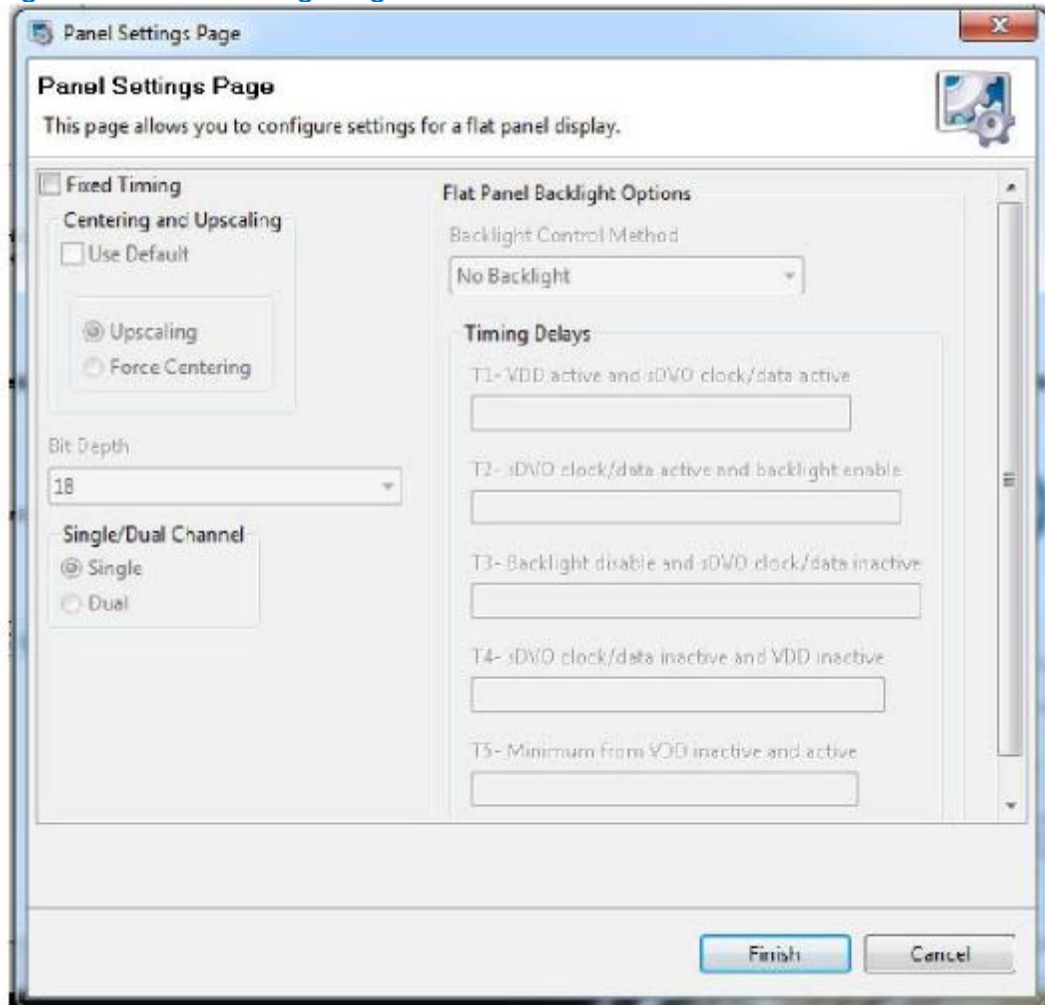 Panel Settings Page
Panel Settings Page
This page allows you to configure settings for a flat panel display.
Fixed Timing
Centering and Upscaling
Use Default
Upscaling
Force Centering
Bit Depth
18
Single/Dual Channel
Single
Dual
Flat Panel Backlight Options
Backlight Control Method
No Backlight
Timing Delays
T1- VDD active and sDVO clock/data active
T2- sDVO clock/data active and backlight enable
T3- Backlight disable and sDVO clock/data inactive
T4- sDVO clock/data inactive and VDD inactive
T5- Minimum from VDD inactive and active
Finish
Cancel